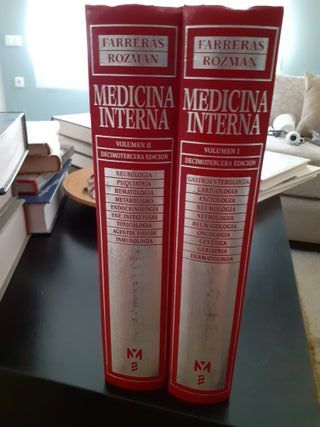 FARRERAS
ROZMAN
MEDICINA
INTERNA
VOLUMEN II
DECIMOTERCERA EDICION
NEUROLOGIA
PSIQUIATRIA
HEMATOLOGIA
METABOLISMO
ENDOCRINOLOGIA
ENF. INFECCIOSAS
TOXICOLOGIA
AGENTES FISICOS
INMUNOLOGIA
FARRERAS
ROZMAN
MEDICINA
INTERNA
VOLUMEN I
DECIMOTERCERA EDICION
GASTROENTEROLOGIA
CARDIOLOGIA
ANGIOLOGIA
NEUMOLOGIA
NEFROLOGIA
REUMATOLOGIA
ONCOLOGIA
GENETICA
GERIATRIA
DERMATOLOGIA